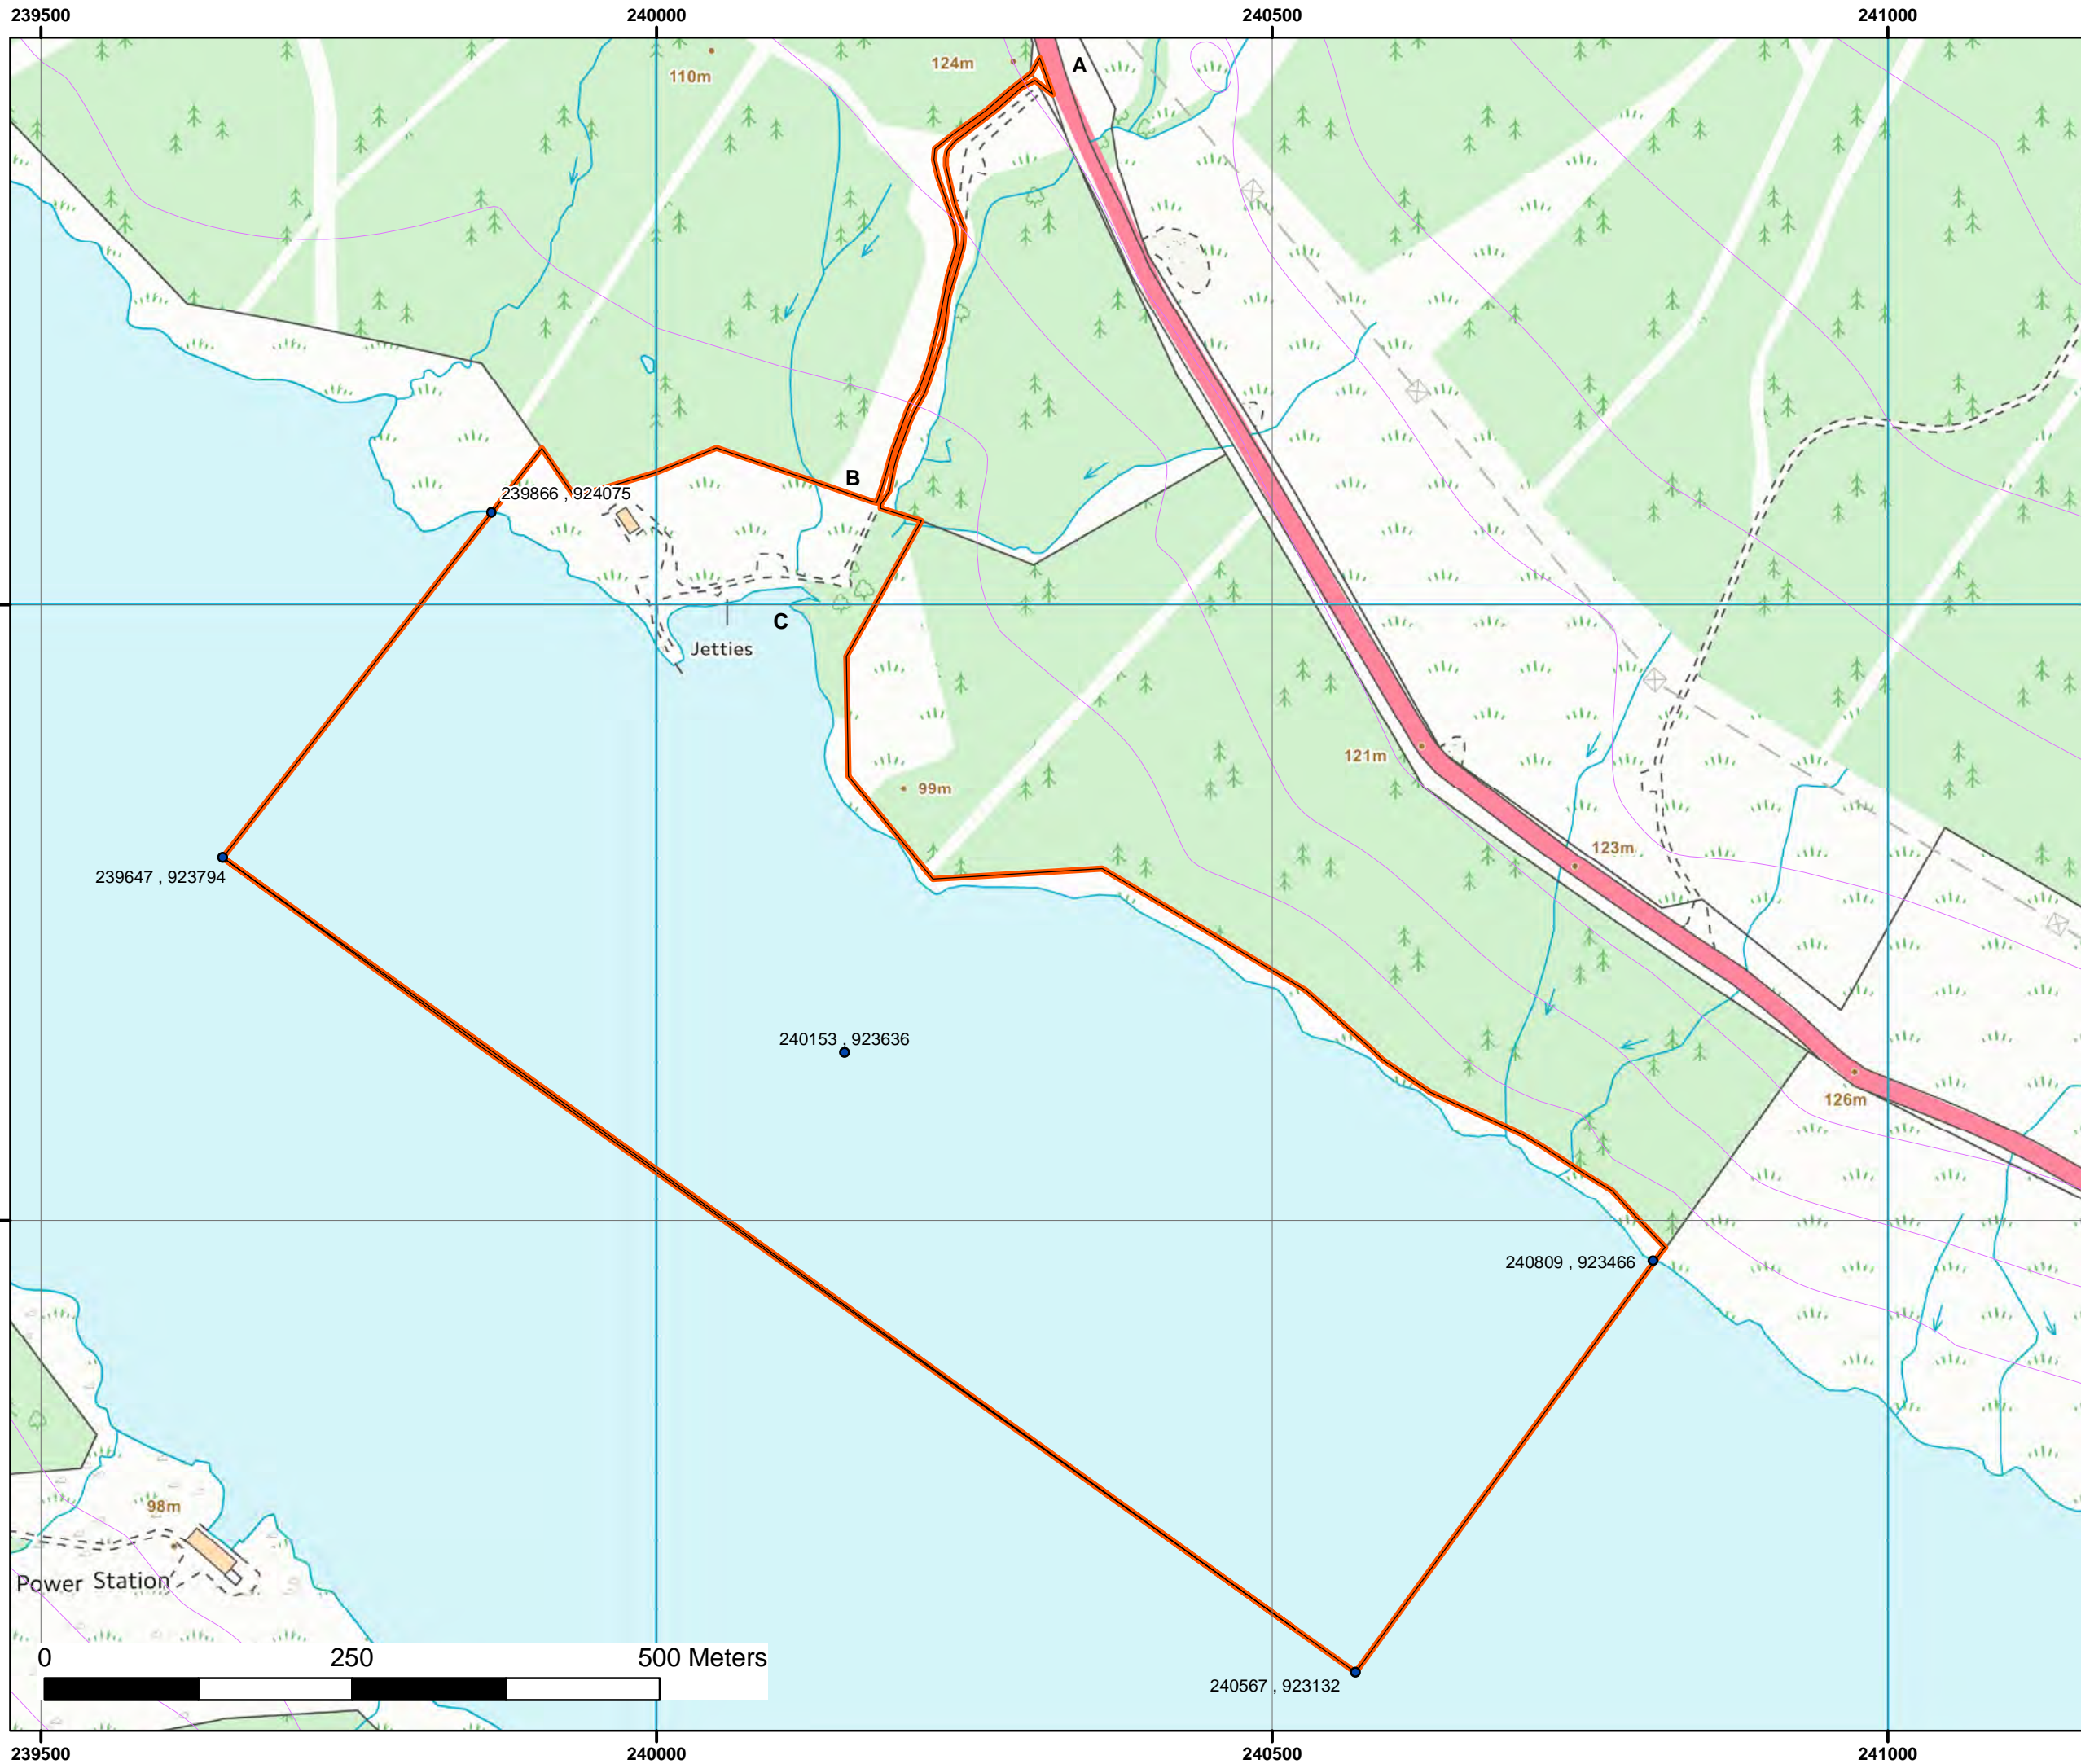 239500 240000 240500 241000
124m A
110m
B
239866 , 924075
C
Jetties
121m
99m
123m
239647 , 923794
240153 , 923636
126m
240809 , 923466
98m
Power Station
0 250 500 Meters
240567 , 923132
239500 240000 240500 241000